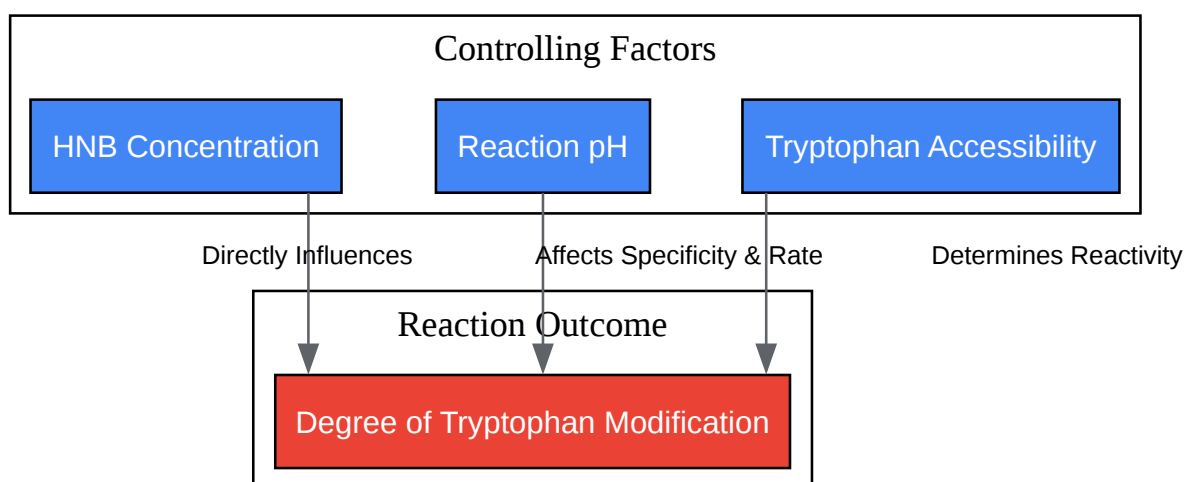 Controlling Factors
HNB Concentration
Reaction pH
Tryptophan Accessibility
Directly Influences
Affects Specificity & Rate
Determines Reactivity
Reaction Outcome
Degree of Tryptophan Modification